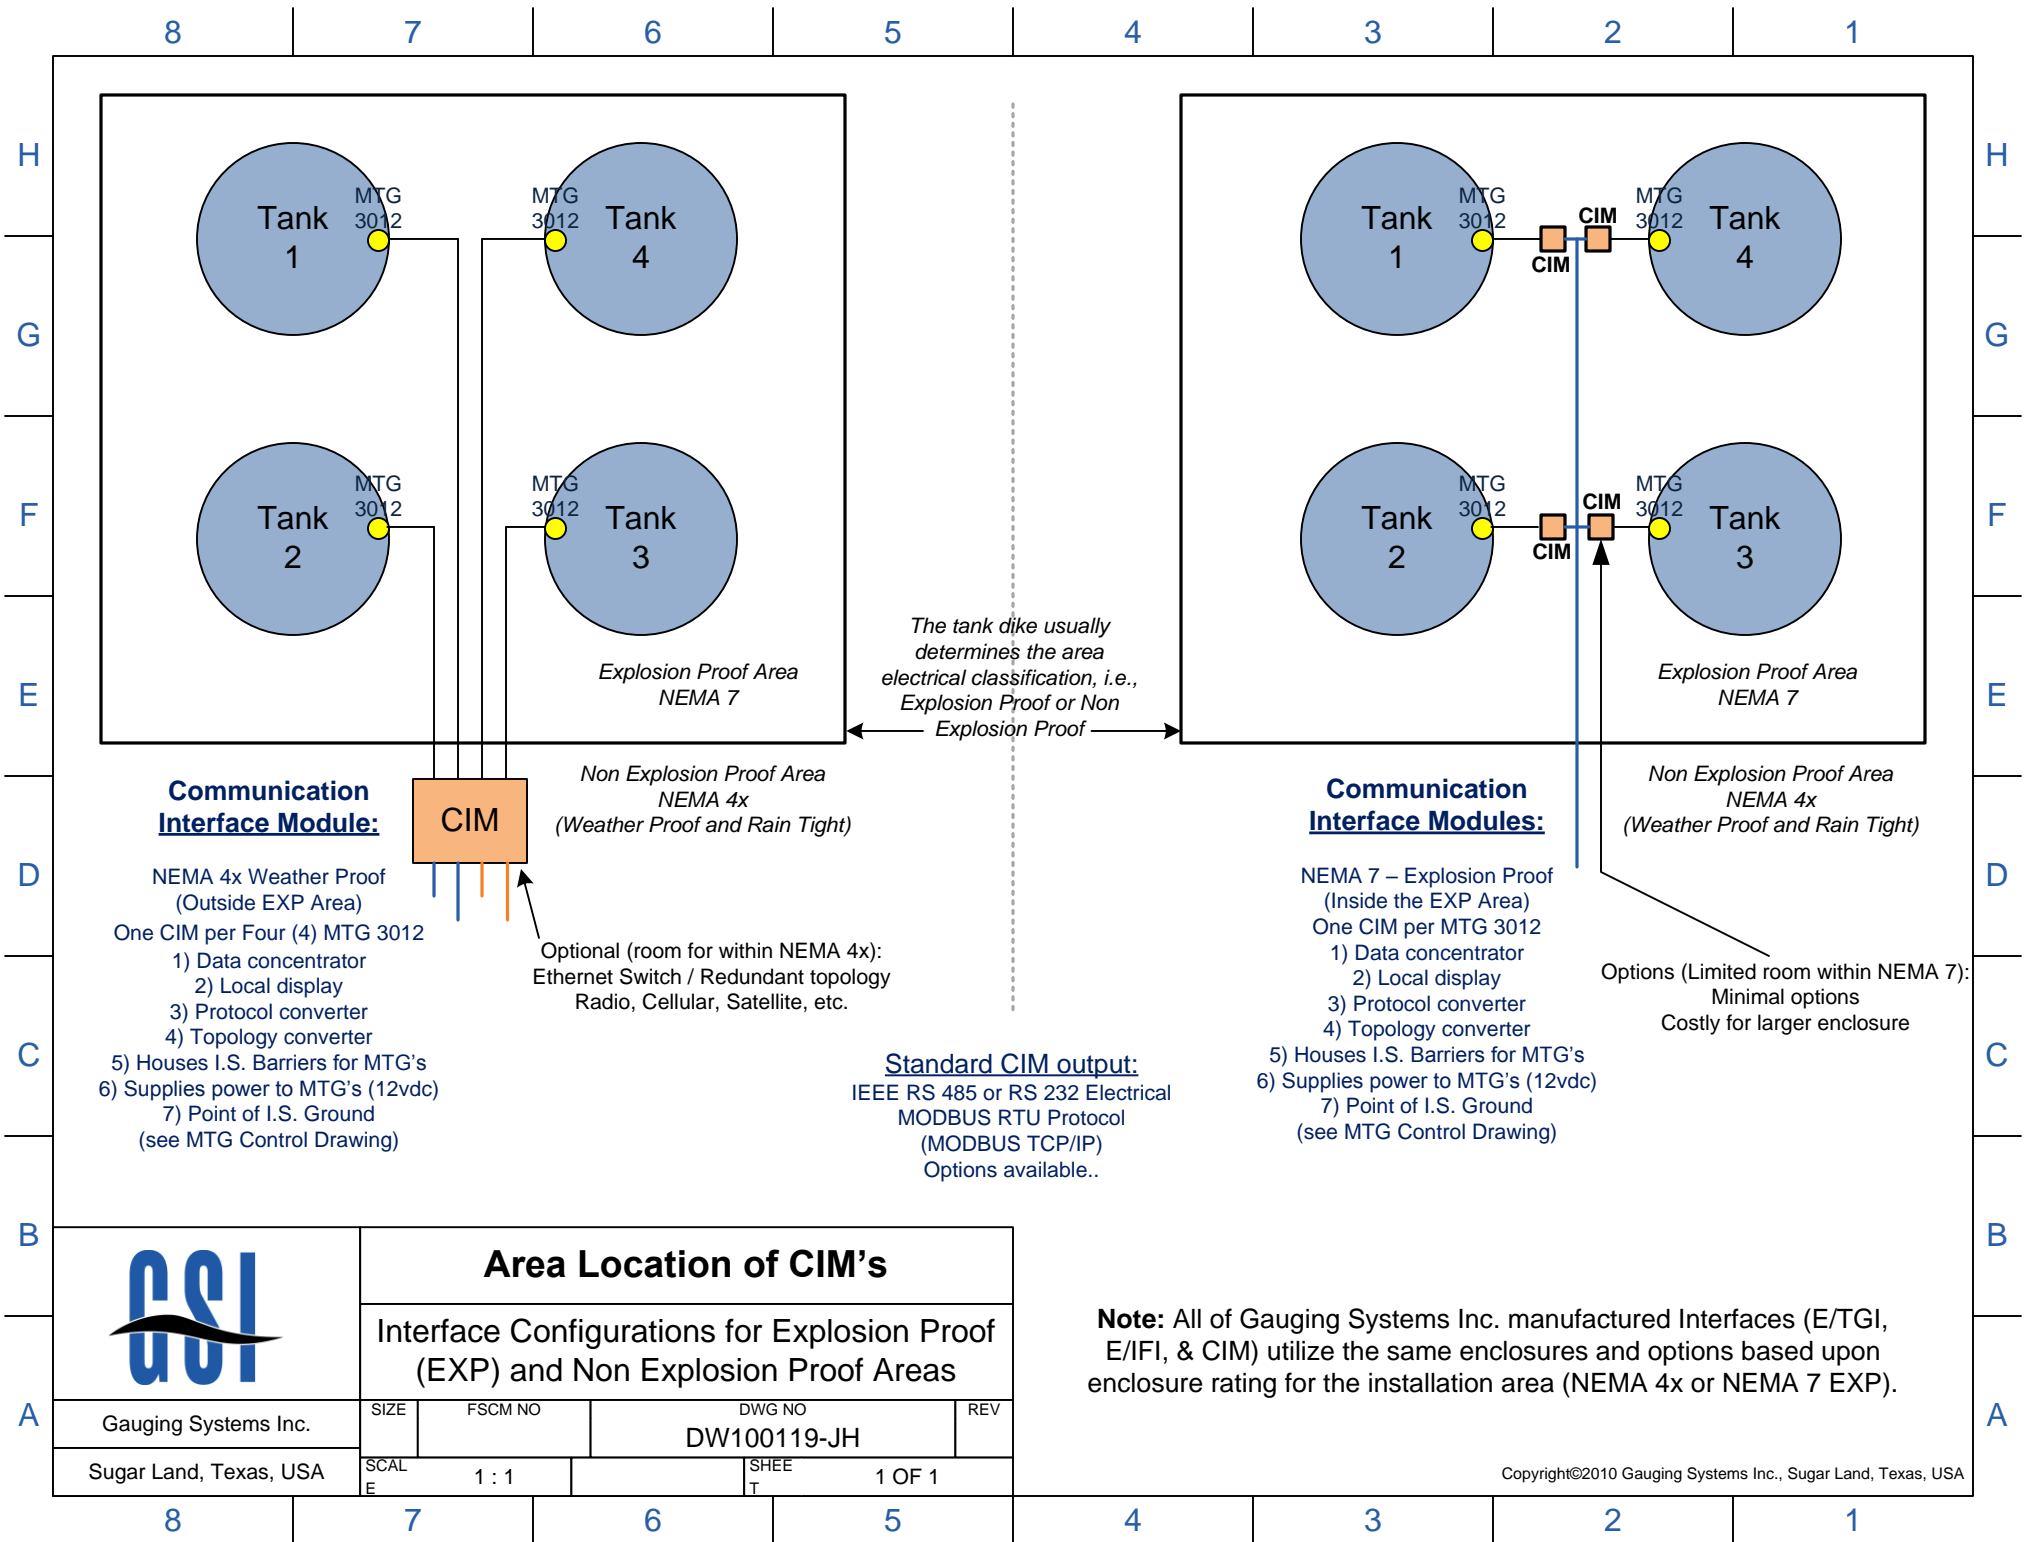 8 7 6 5 4 3 2 1
H
H
G
G
F
F
E
E
D
D
C
C
B
B
A
A
Tank
1
MTG
3012
MTG
3012
Tank
4
Tank
2
MTG
3012
MTG
3012
Tank
3
Explosion Proof Area
NEMA 7
Non Explosion Proof Area
NEMA 4x
(Weather Proof and Rain Tight)
CIM
Communication
Interface Module:
NEMA 4x Weather Proof
(Outside EXP Area)
One CIM per Four (4) MTG 3012
1) Data concentrator
2) Local display
3) Protocol converter
4) Topology converter
5) Houses I.S. Barriers for MTG's
6) Supplies power to MTG's (12vdc)
7) Point of I.S. Ground
(see MTG Control Drawing)
Optional (room for within NEMA 4x):
Ethernet Switch / Redundant topology
Radio, Cellular, Satellite, etc.
The tank dike usually
determines the area
electrical classification, i.e.,
Explosion Proof or Non
Explosion Proof
Standard CIM output:
IEEE RS 485 or RS 232 Electrical
MODBUS RTU Protocol
(MODBUS TCP/IP)
Options available..
Tank
1
MTG
3012
CIM
CIM
MTG
3012
Tank
4
Tank
2
MTG
3012
CIM
CIM
MTG
3012
Tank
3
Explosion Proof Area
NEMA 7
Non Explosion Proof Area
NEMA 4x
(Weather Proof and Rain Tight)
Communication
Interface Modules:
NEMA 7 – Explosion Proof
(Inside the EXP Area)
One CIM per MTG 3012
1) Data concentrator
2) Local display
3) Protocol converter
4) Topology converter
5) Houses I.S. Barriers for MTG's
6) Supplies power to MTG's (12vdc)
7) Point of I.S. Ground
(see MTG Control Drawing)
Options (Limited room within NEMA 7):
Minimal options
Costly for larger enclosure
GSI
Gauging Systems Inc.
Sugar Land, Texas, USA
Area Location of CIM's
Interface Configurations for Explosion Proof
(EXP) and Non Explosion Proof Areas
SIZE
FSCM NO
DWG NO
DW100119-JH
REV
SCAL
E
1 : 1
SHEE
T
1 OF 1
Note: All of Gauging Systems Inc. manufactured Interfaces (E/TGI,
E/IFI, & CIM) utilize the same enclosures and options based upon
enclosure rating for the installation area (NEMA 4x or NEMA 7 EXP).
Copyright©2010 Gauging Systems Inc., Sugar Land, Texas, USA
8 7 6 5 4 3 2 1